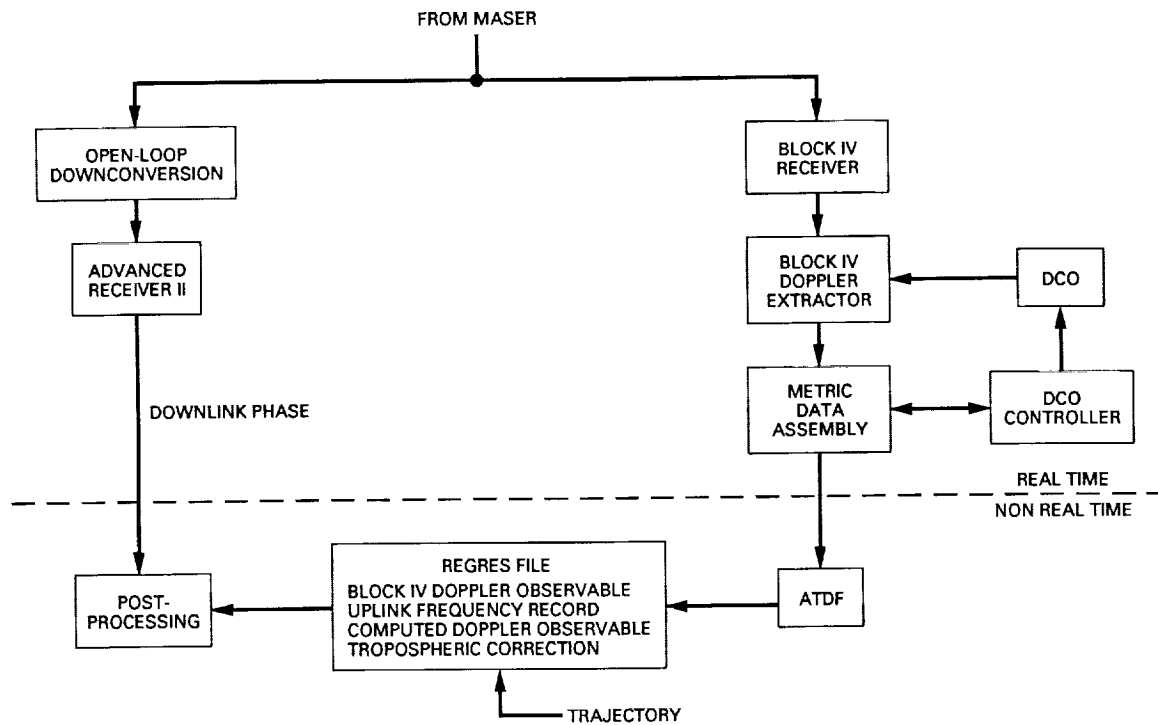 FROM MASER
OPEN-LOOP
DOWNCONVERSION
BLOCK IV
RECEIVER
ADVANCED
RECEIVER II
BLOCK IV
DOPPLER
EXTRACTOR
DCO
DOWNLINK PHASE
METRIC
DATA
ASSEMBLY
DCO
CONTROLLER
REAL TIME
NON REAL TIME
POST-
PROCESSING
REGRES FILE
BLOCK IV DOPPLER OBSERVABLE
UPLINK FREQUENCY RECORD
COMPUTED DOPPLER OBSERVABLE
TROPOSPHERIC CORRECTION
ATDF
TRAJECTORY